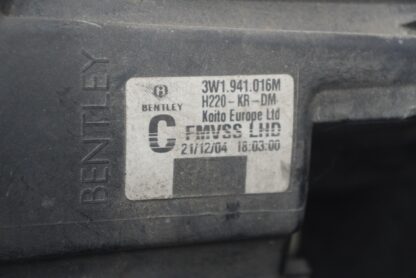 BENTLEY
BENTLEY
3W1.941.016M
H220-KR-DM
Koito Europe Ltd
C FMVSS LHD
21/12/04 18:03:00